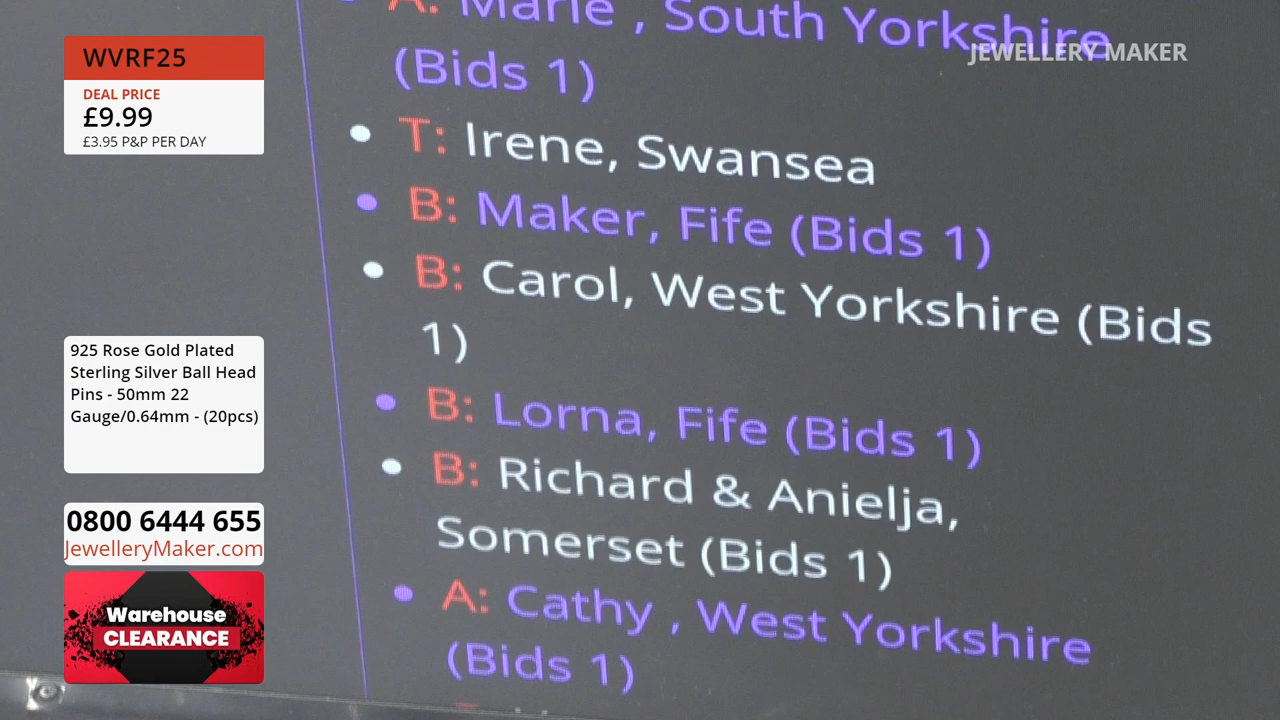 WVRF25
DEAL PRICE
£9.99
£3.95 P&P PER DAY
925 Rose Gold Plated
Sterling Silver Ball Head
Pins - 50mm 22
Gauge/0.64mm - (20pcs)
0800 6444 655
JewelleryMaker.com
Warehouse
CLEARANCE
JEWELLERY MAKER
A: Marie , South Yorkshire
(Bids 1)
• T: Irene, Swansea
• B: Maker, Fife (Bids 1)
• B: Carol, West Yorkshire (Bids
1)
• B: Lorna, Fife (Bids 1)
• B: Richard & Anielja,
Somerset (Bids 1)
• A: Cathy , West Yorkshire
(Bids 1)